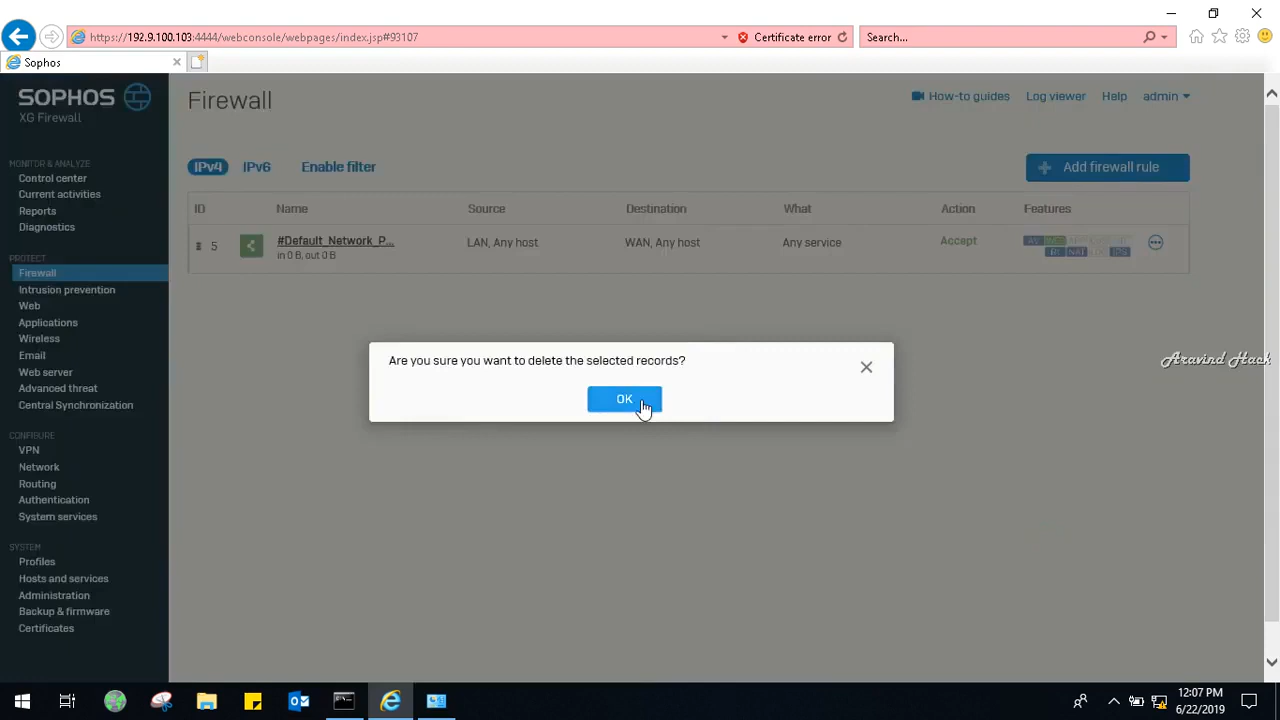 https://192.9.100.103:4444/webconsole/webpages/index.jsp#93107
Certificate error
Search...
Sophos
SOPHOS
XG Firewall
MONITOR & ANALYZE
Control center
Current activities
Reports
Diagnostics
PROTECT
Firewall
Intrusion prevention
Web
Applications
Wireless
Email
Web server
Advanced threat
Central Synchronization
CONFIGURE
VPN
Network
Routing
Authentication
System services
SYSTEM
Profiles
Hosts and services
Administration
Backup & firmware
Certificates
Firewall
How-to guides Log viewer Help admin
IPv4 IPv6 Enable filter
Add firewall rule
ID Name Source Destination What Action Features
5 #Default_Network_P... LAN, Any host WAN, Any host Any service Accept
in 0 B, out 0 B
NAT IPS
Are you sure you want to delete the selected records?
OK
Aravind Hack
12:07 PM
6/22/2019